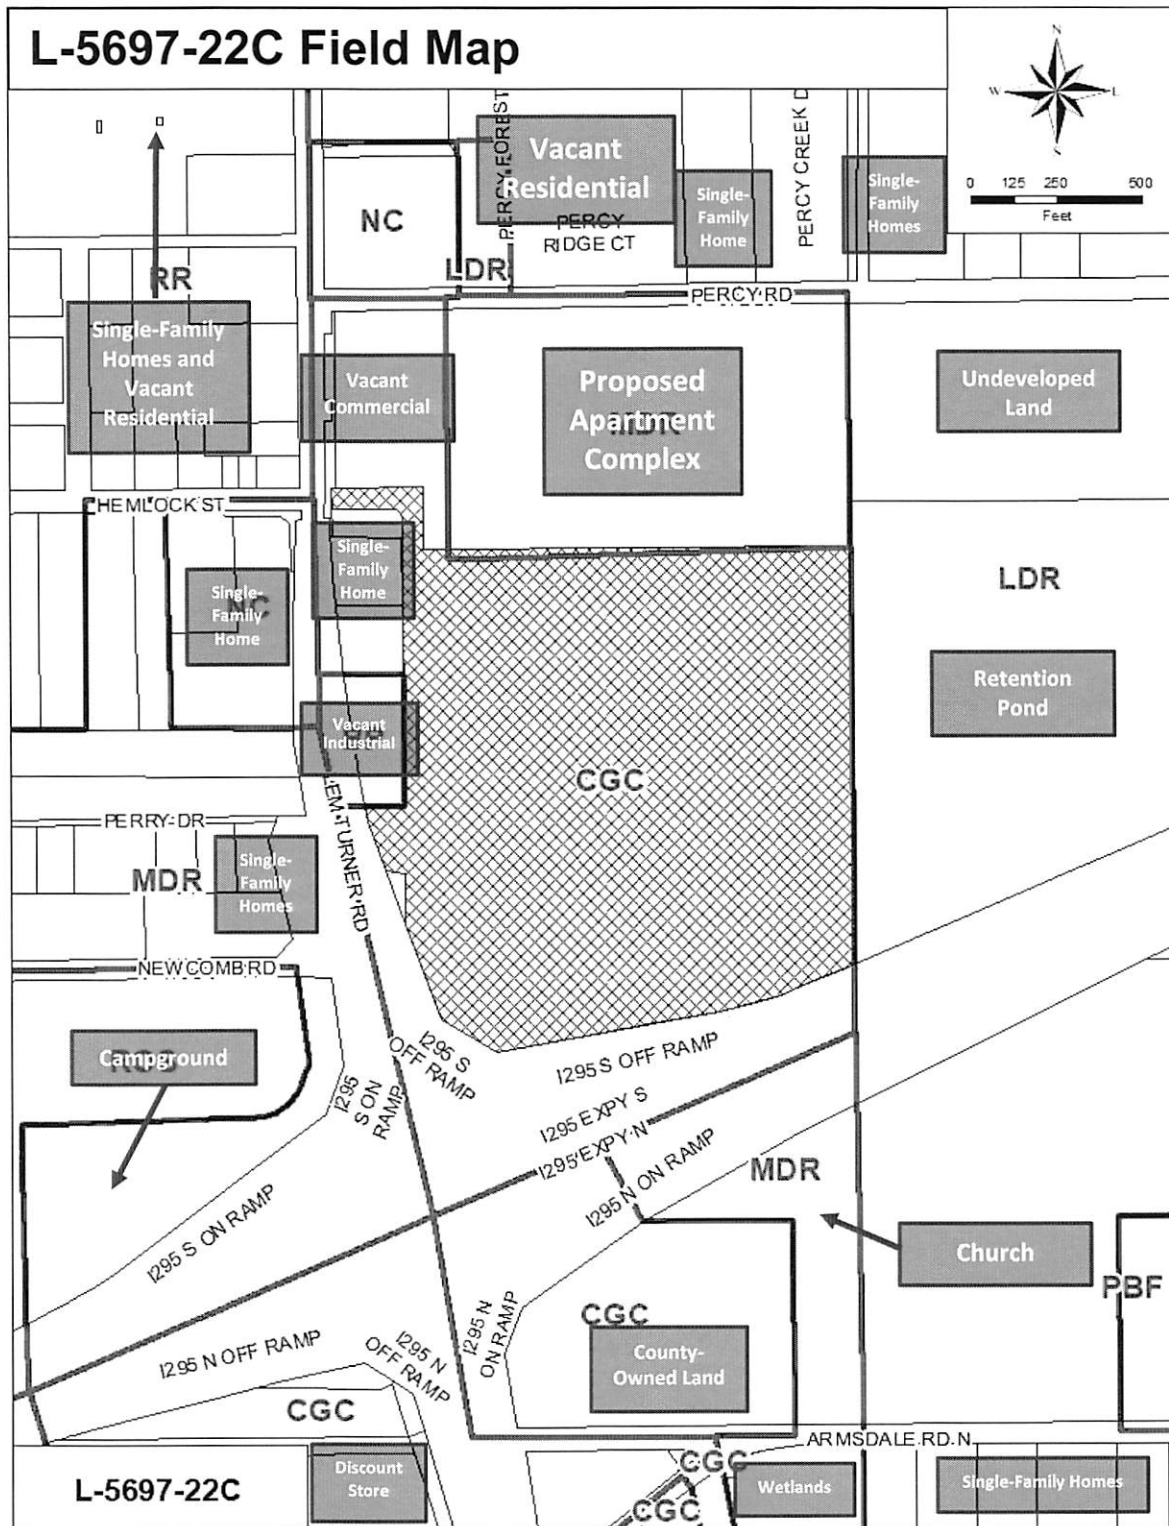 L-5697-22C Field Map
N
W
E
S
0 125 250 500
Feet
PERCY FOREST
Vacant
Residential
PERCY
RIDGE CT
Single-
Family
Home
PERCY CREEK D
Single-
Family
Homes
NC
LDR
RR
PERCY RD
Single-Family
Homes and
Vacant
Residential
Vacant
Commercial
Proposed
Apartment
Complex
MDR
Undeveloped
Land
HEMLOCK ST
Single-
Family
Home
LDR
Single-
Family
Home
NC
Retention
Pond
Vacant
Industrial
CGC
LEM TURNER RD
PERRY DR
Single-
Family
Homes
MDR
NEWCOMB RD
Campground
I295 S
OFF RAMP
I295
S ON
RAMP
I295 S OFF RAMP
I295 EXPY S
I295 EXPY N
I295 N ON RAMP
MDR
I295 S ON RAMP
Church
PBF
I295 N
ON RAMP
CGC
County-
Owned Land
I295 N OFF RAMP
I295 N
OFF RAMP
CGC
ARMSDALE RD N
L-5697-22C
Discount
Store
CGC
Wetlands
Single-Family Homes
CGC